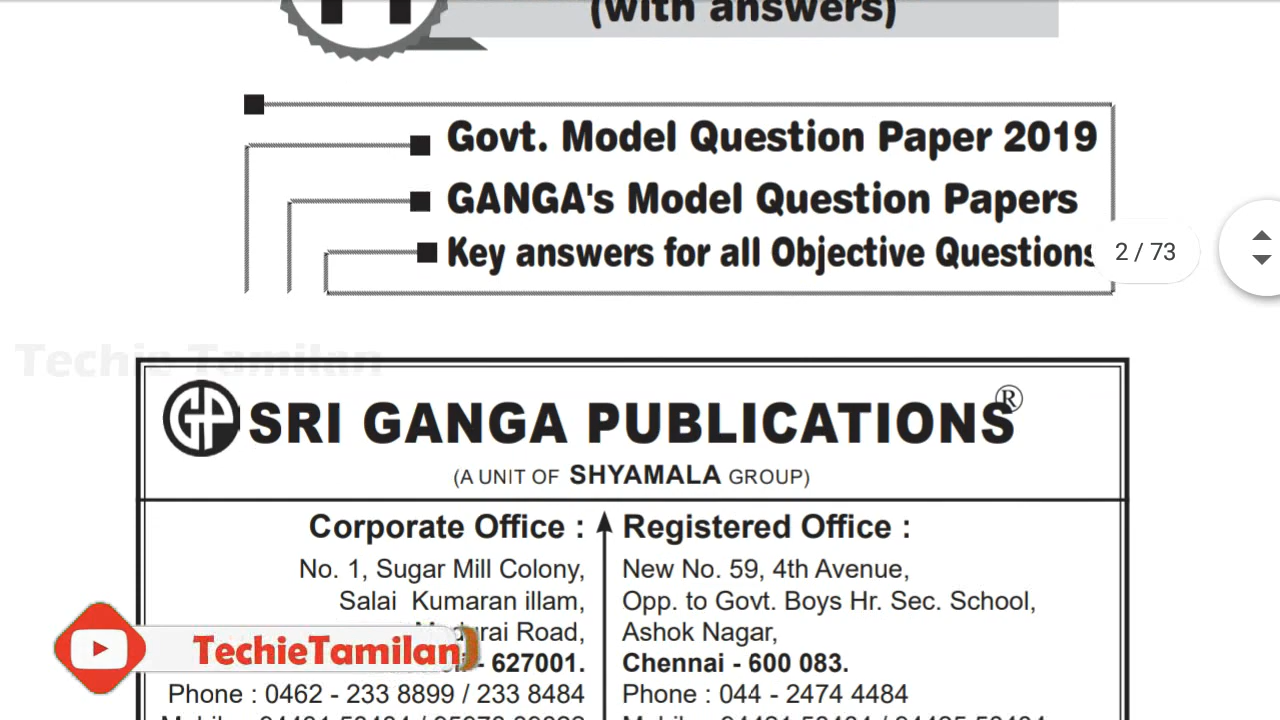 (with answers)
Govt. Model Question Paper 2019
GANGA's Model Question Papers
Key answers for all Objective Questions
2 / 73
Techie Tamilan
GP SRI GANGA PUBLICATIONS ®
(A UNIT OF SHYAMALA GROUP)
Corporate Office :
No. 1, Sugar Mill Colony,
Salai Kumaran illam,
Road,
- 627001.
Phone : 0462 - 233 8899 / 233 8484
Registered Office :
New No. 59, 4th Avenue,
Opp. to Govt. Boys Hr. Sec. School,
Ashok Nagar,
Chennai - 600 083.
Phone : 044 - 2474 4484
TechieTamilan